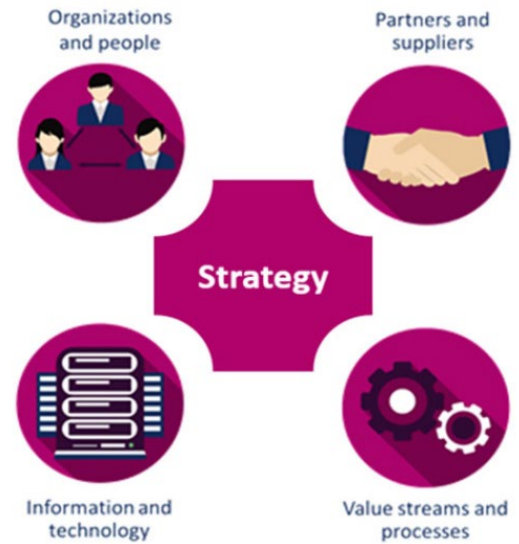 Organizations
and people
Partners and
suppliers
Strategy
Information and
technology
Value streams and
processes